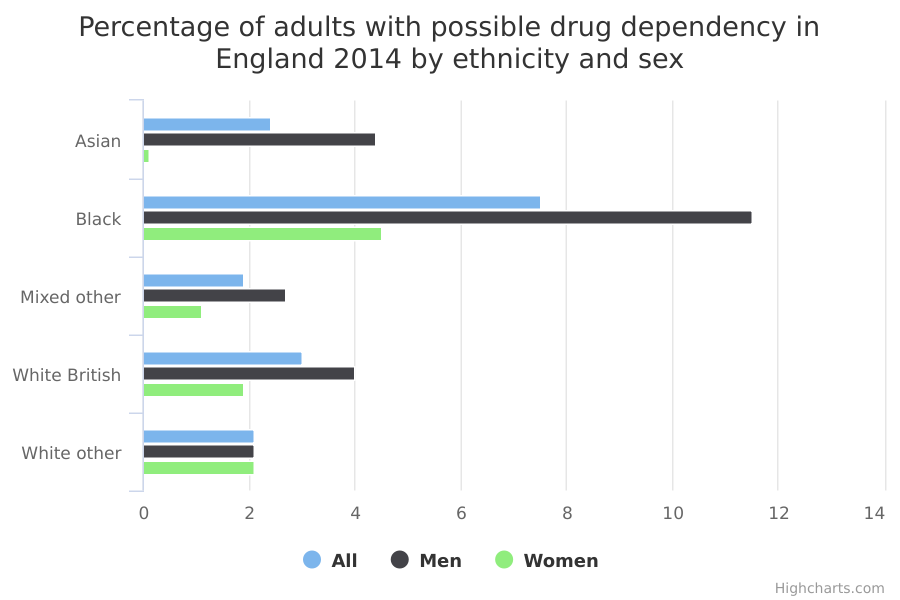 Percentage of adults with possible drug dependency in
England 2014 by ethnicity and sex
Asian
Black
Mixed other
White British
White other
0 2 4 6 8 10 12 14
All Men Women
Highcharts.com